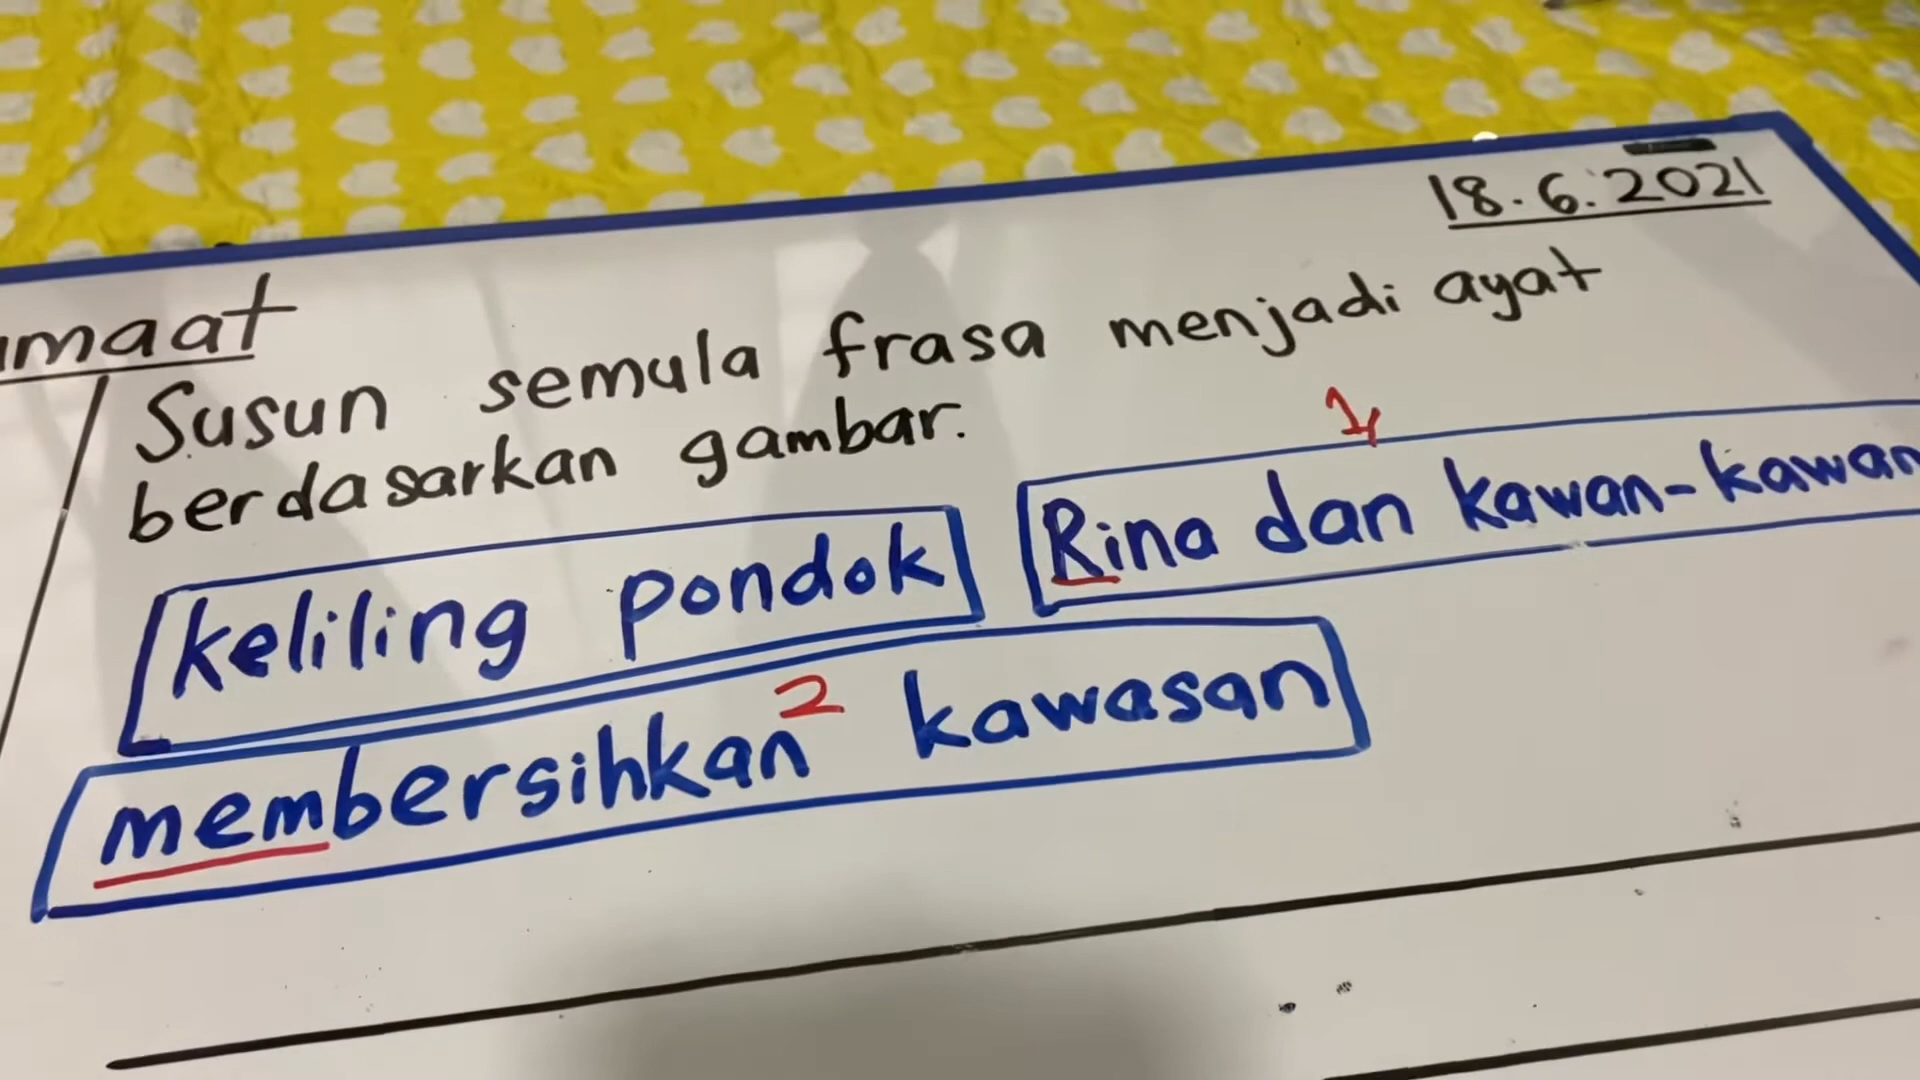 18.6.2021
maat
Susun semula frasa menjadi ayat
berdasarkan gambar.
1
keliling pondok Rina dan kawan-kawan
2
membersihkan kawasan